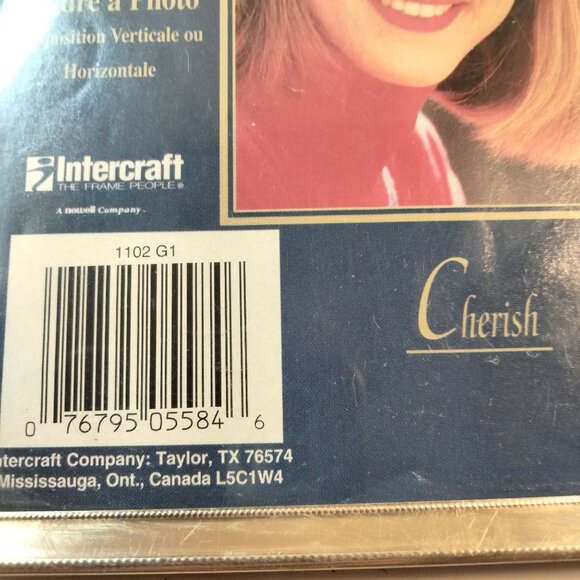 à Photo
Verticale ou
Horizontale
Intercraft
THE FRAME PEOPLE®
A newell Company.
1102 G1
0 76795 05584 6
Cherish
Intercraft Company: Taylor, TX 76574
Mississauga, Ont., Canada L5C1W4